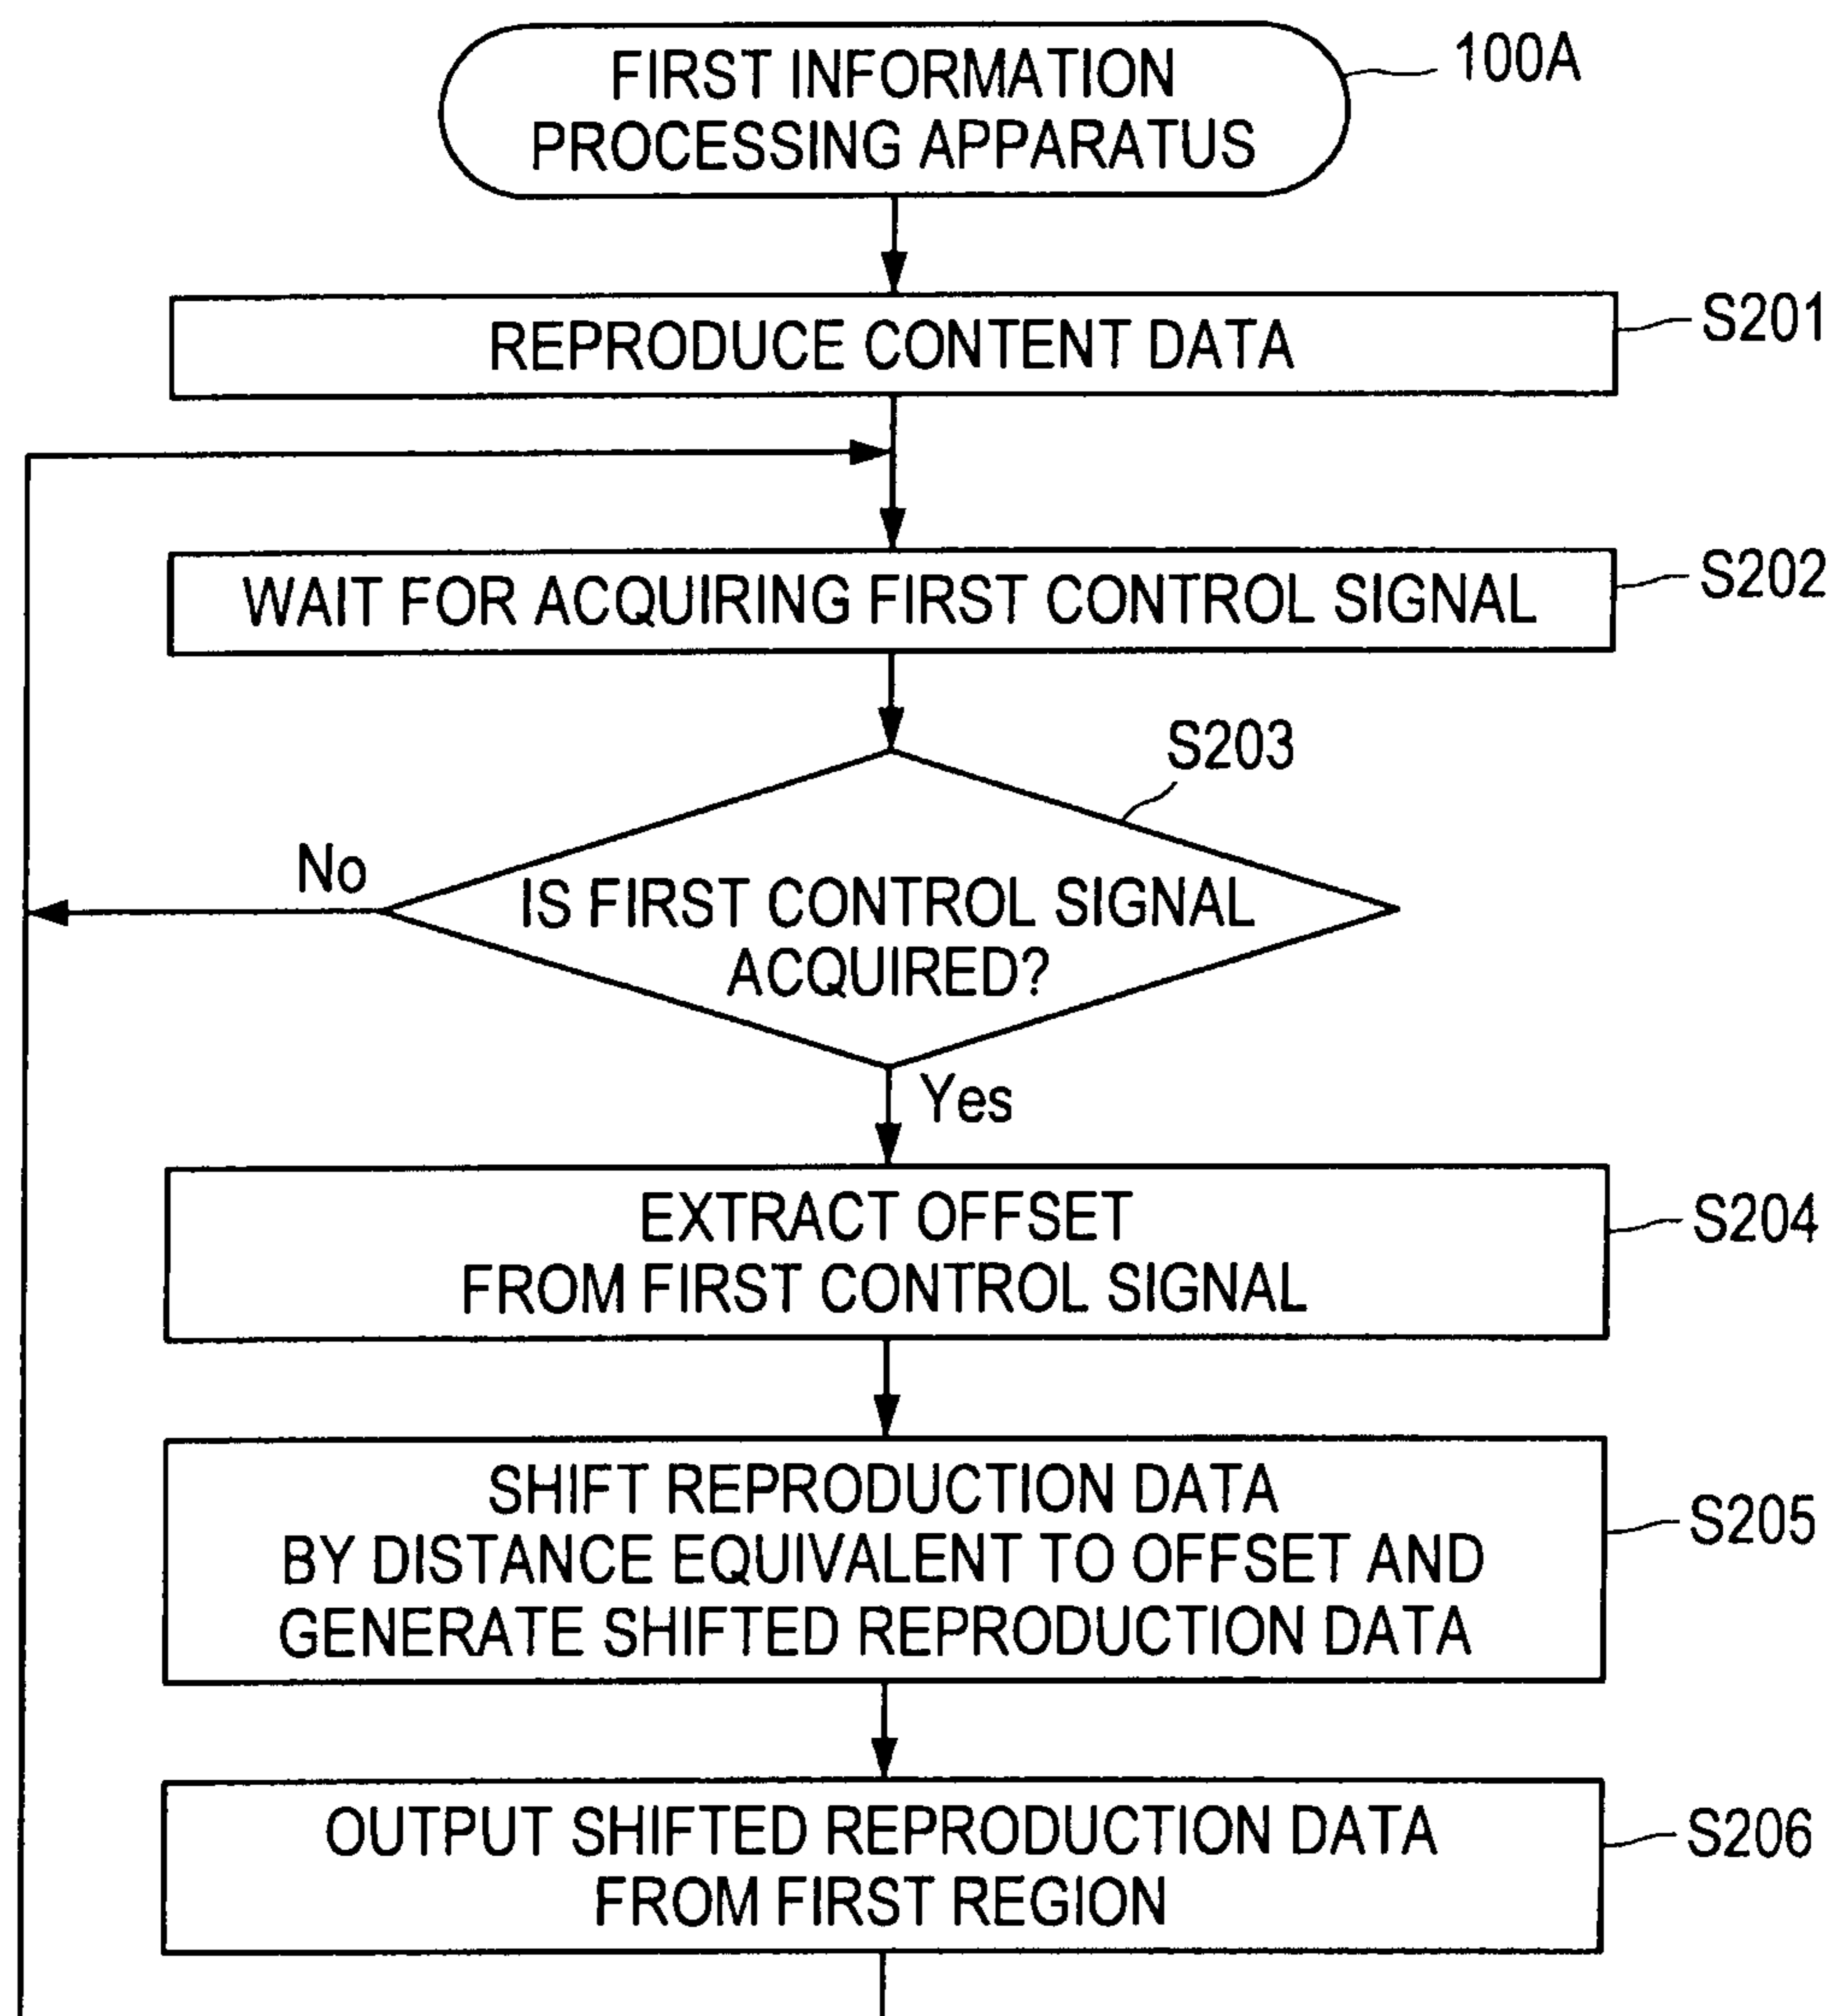 FIRST INFORMATION
PROCESSING APPARATUS
100A
REPRODUCE CONTENT DATA
S201
WAIT FOR ACQUIRING FIRST CONTROL SIGNAL
S202
S203
No
IS FIRST CONTROL SIGNAL
ACQUIRED?
Yes
EXTRACT OFFSET
FROM FIRST CONTROL SIGNAL
S204
SHIFT REPRODUCTION DATA
BY DISTANCE EQUIVALENT TO OFFSET AND
GENERATE SHIFTED REPRODUCTION DATA
S205
OUTPUT SHIFTED REPRODUCTION DATA
FROM FIRST REGION
S206